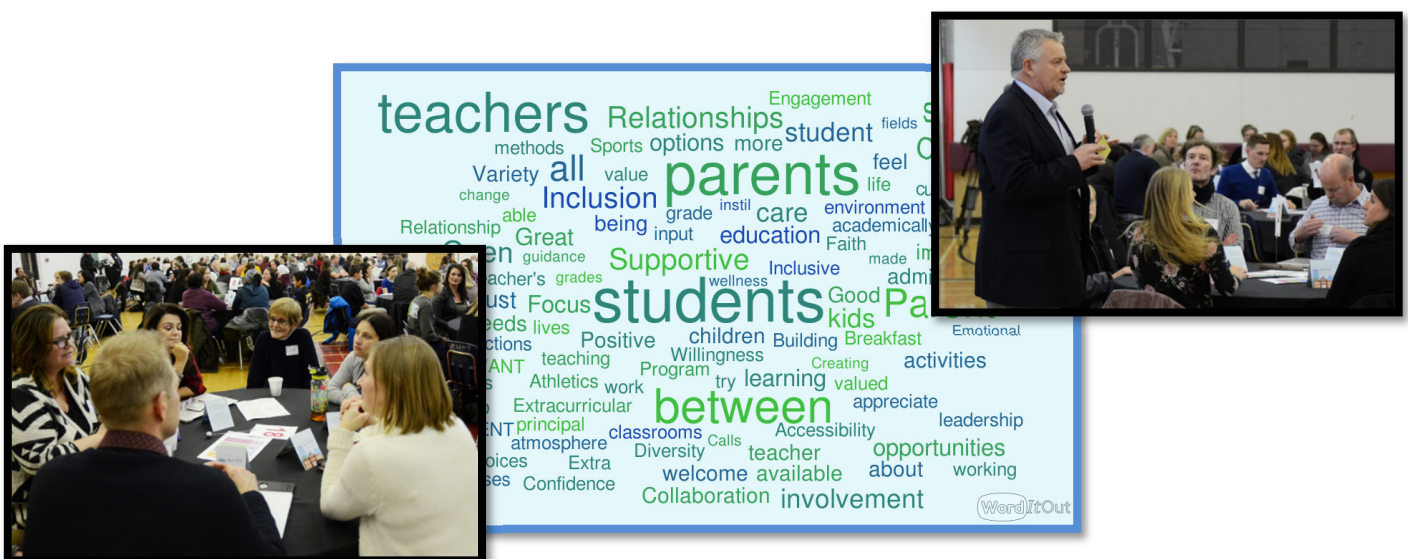 Engagement
teachers Relationships student fields
methods Sports options more
Variety all value parents feel
change Inclusion life
Relationship able being grade instil care environment
Great input education academically
guidance Faith
Supportive Inclusive made
teacher's grades wellness
Focus students Good
lives kids
Positive children Building Breakfast Emotional
teaching Willingness Creating activities
Athletics work Program try learning valued
Extracurricular between appreciate
principal classrooms Accessibility leadership
atmosphere Diversity Calls teacher opportunities
Extra welcome available about working
Confidence
Collaboration involvement
WordItOut
18